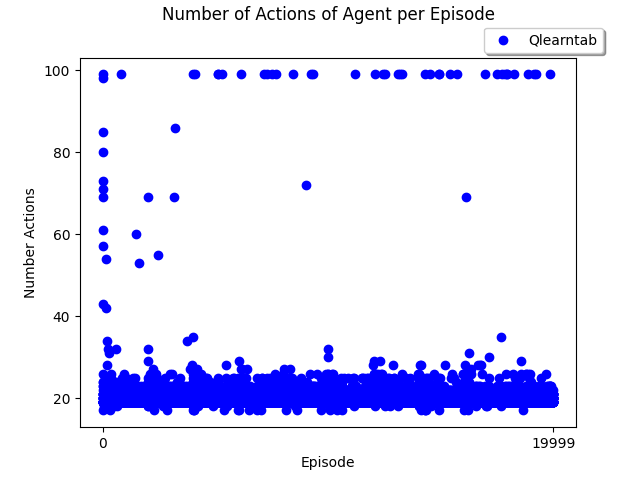 Number of Actions of Agent per Episode
Qlearntab
100
80
60
40
20
Number Actions
0 19999
Episode